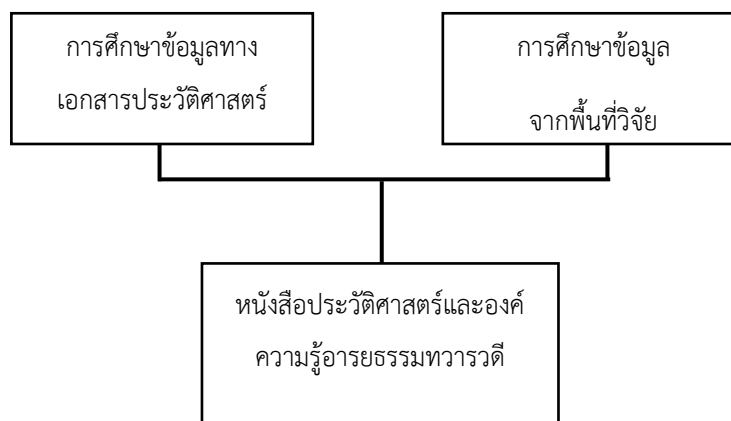 การศึกษาข้อมูลทาง
เอกสารประวัติศาสตร์
การศึกษาข้อมูล
จากพื้นที่วิจัย
หนังสือประวัติศาสตร์และองค์
ความรู้อารยธรรมทวารวดี